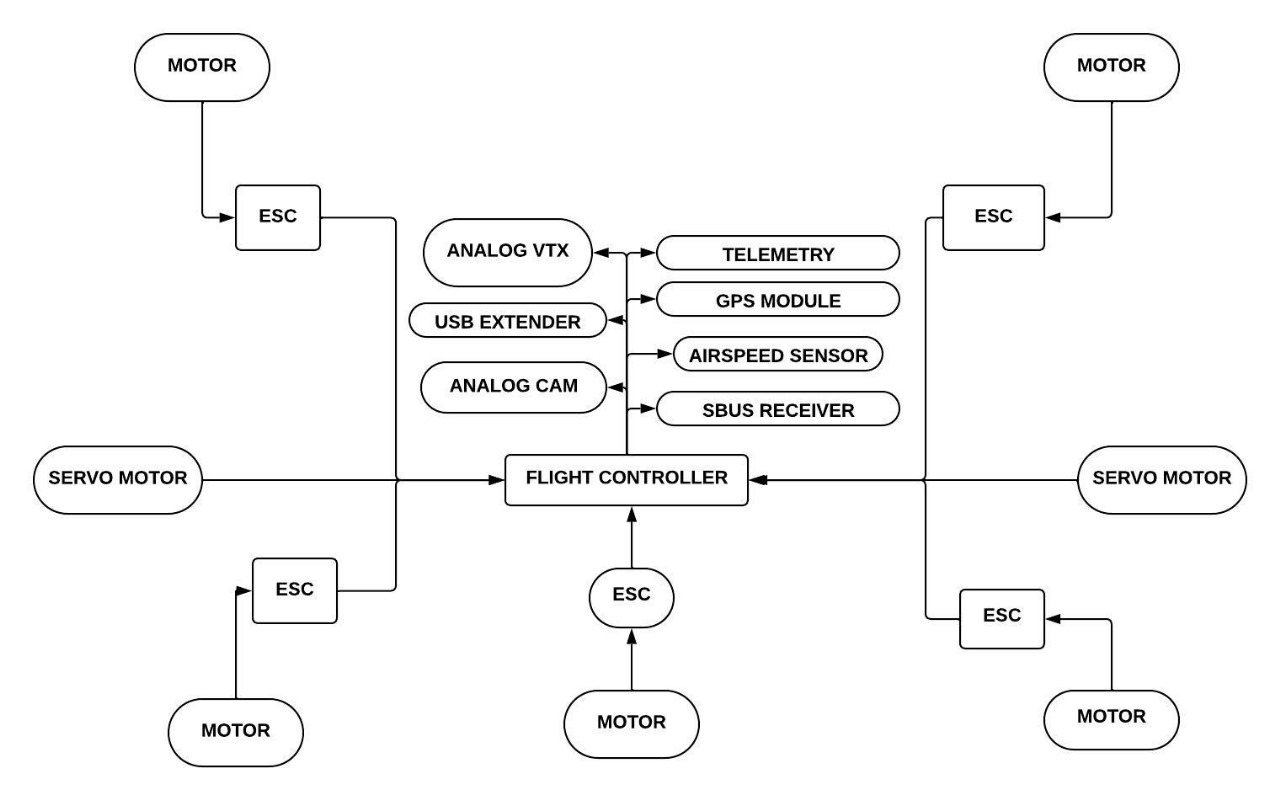 MOTOR
MOTOR
ESC
ESC
ANALOG VTX
TELEMETRY
GPS MODULE
USB EXTENDER
AIRSPEED SENSOR
ANALOG CAM
SBUS RECEIVER
SERVO MOTOR
FLIGHT CONTROLLER
SERVO MOTOR
ESC
ESC
ESC
MOTOR
MOTOR
MOTOR